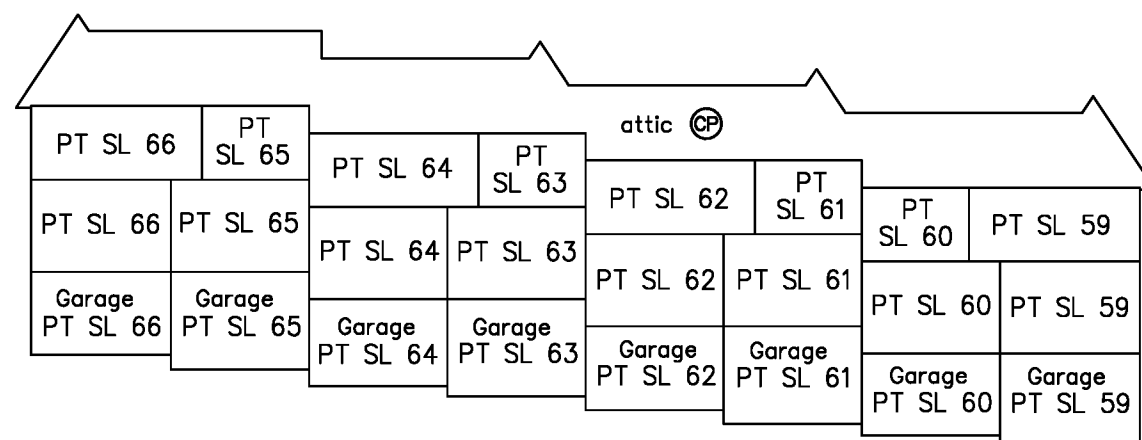 attic CP
PT SL 66
PT
SL 65
PT SL 64
PT
SL 63
PT SL 62
PT
SL 61
PT
SL 60
PT SL 59
PT SL 66
PT SL 65
PT SL 64
PT SL 63
PT SL 62
PT SL 61
PT SL 60
PT SL 59
Garage
PT SL 66
Garage
PT SL 65
Garage
PT SL 64
Garage
PT SL 63
Garage
PT SL 62
Garage
PT SL 61
Garage
PT SL 60
Garage
PT SL 59